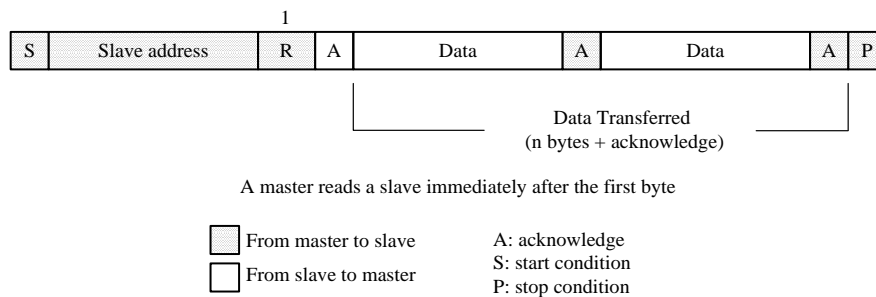 1
S Slave address R A Data A Data A P
Data Transferred
(n bytes + acknowledge)
A master reads a slave immediately after the first byte
From master to slave A: acknowledge
From slave to master S: start condition
P: stop condition